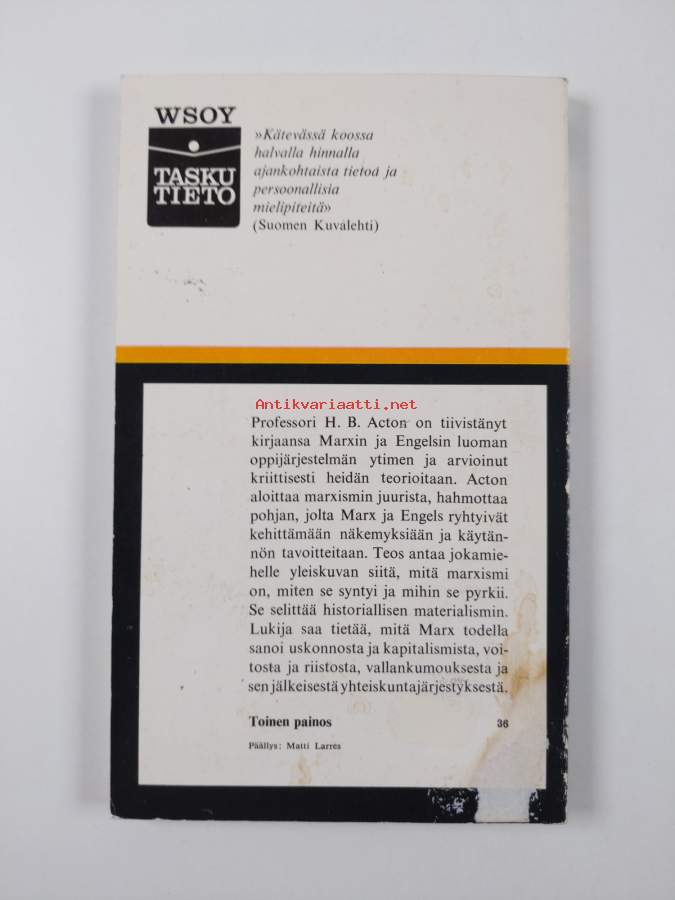 WSOY
TASKU
TIETO
»Kätevässä koossa
halvalla hinnalla
ajankohtaista tietoa ja
persoonallisia
mielipiteitä»
(Suomen Kuvalehti)
Antikvariaatti.net
Professori H. B. Acton on tiivistänyt
kirjaansa Marxin ja Engelsin luoman
oppijärjestelmän ytimen ja arvioinut
kriittisesti heidän teorioitaan. Acton
aloittaa marxismin juurista, hahmottaa
pohjan, jolta Marx ja Engels ryhtyivät
kehittämään näkemyksiään ja käytän-
nön tavoitteitaan. Teos antaa jokamie-
helle yleiskuvan siitä, mitä marxismi
on, miten se syntyi ja mihin se pyrkii.
Se selittää historiallisen materialismin.
Lukija saa tietää, mitä Marx todella
sanoi uskonnosta ja kapitalismista, voi-
tosta ja riistosta, vallankumouksesta ja
sen jälkeisestä yhteiskuntajärjestyksestä.
Toinen painos 36
Päällys: Matti Larres